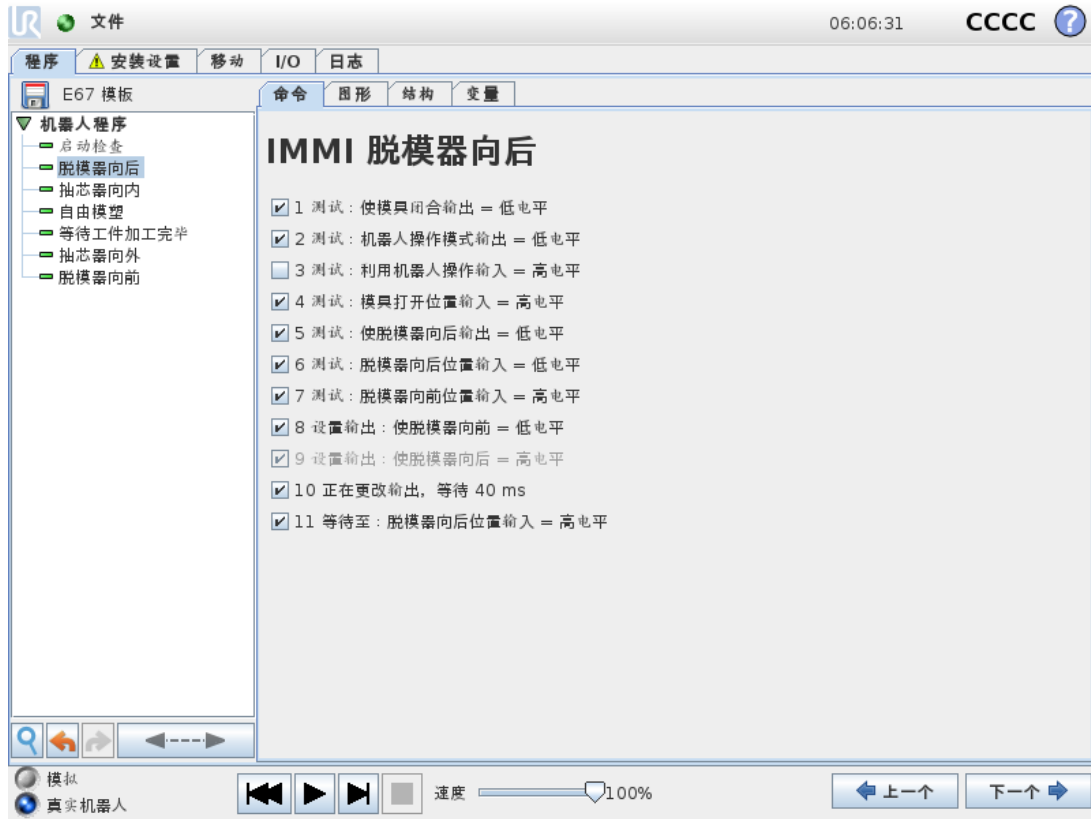 UR 文件 06:06:31 CCCC ?
程序 安装设置 移动 I/O 日志
E67 模板 命令 图形 结构 变量
机器人程序
启动检查
脱模器向后
抽芯器向内
自由模塑
等待工件加工完毕
抽芯器向外
脱模器向前
IMMI 脱模器向后
1 测试：使模具闭合输出 = 低电平
2 测试：机器人操作模式输出 = 低电平
3 测试：利用机器人操作输入 = 高电平
4 测试：模具打开位置输入 = 高电平
5 测试：使脱模器向后输出 = 低电平
6 测试：脱模器向后位置输入 = 低电平
7 测试：脱模器向前位置输入 = 高电平
8 设置输出：使脱模器向前 = 低电平
9 设置输出：使脱模器向后 = 高电平
10 正在更改输出，等待 40 ms
11 等待至：脱模器向后位置输入 = 高电平
模拟
真实机器人
速度 100% 上一个 下一个